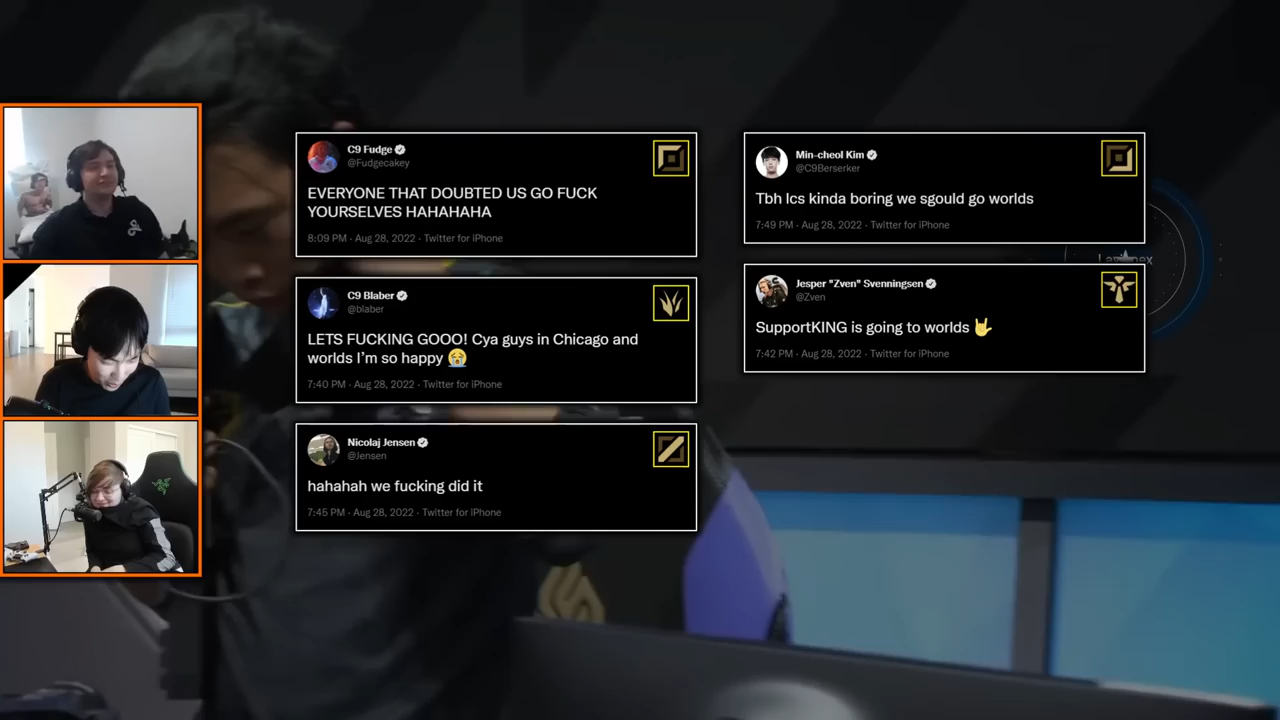 C9 Fudge
@Fudgecakey
EVERYONE THAT DOUBTED US GO FUCK
YOURSELVES HAHAHAHA
8:09 PM · Aug 28, 2022 · Twitter for iPhone
C9 Blaber
@blaber
LETS FUCKING GOOO! Cya guys in Chicago and
worlds I'm so happy 😭
7:40 PM · Aug 28, 2022 · Twitter for iPhone
Nicolaj Jensen
@Jensen
hahahah we fucking did it
7:45 PM · Aug 28, 2022 · Twitter for iPhone
Min-cheol Kim
@C9Berserker
Tbh lcs kinda boring we sgould go worlds
7:49 PM · Aug 28, 2022 · Twitter for iPhone
Jesper "Zven" Svenningsen
@Zven
SupportKING is going to worlds 🤟
7:42 PM · Aug 28, 2022 · Twitter for iPhone